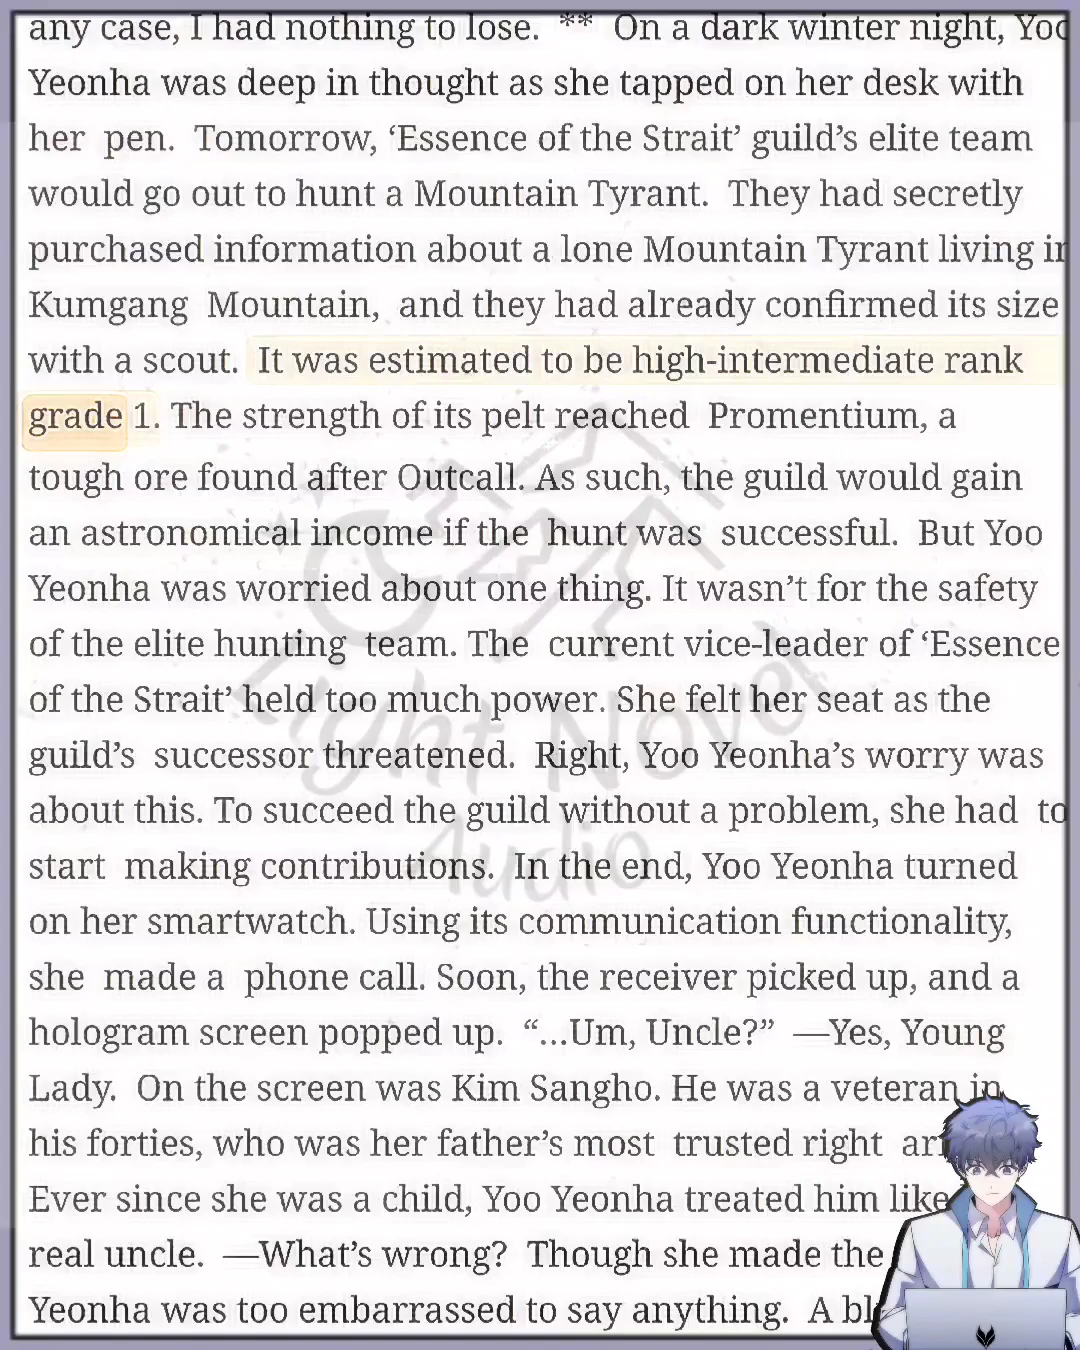 any case, I had nothing to lose. ** On a dark winter night, Yoo
Yeonha was deep in thought as she tapped on her desk with
her pen. Tomorrow, ‘Essence of the Strait’ guild’s elite team
would go out to hunt a Mountain Tyrant. They had secretly
purchased information about a lone Mountain Tyrant living in
Kumgang Mountain, and they had already confirmed its size
with a scout. It was estimated to be high-intermediate rank
grade 1. The strength of its pelt reached Promentium, a
tough ore found after Outcall. As such, the guild would gain
an astronomical income if the hunt was successful. But Yoo
Yeonha was worried about one thing. It wasn’t for the safety
of the elite hunting team. The current vice-leader of ‘Essence
of the Strait’ held too much power. She felt her seat as the
guild’s successor threatened. Right, Yoo Yeonha’s worry was
about this. To succeed the guild without a problem, she had to
start making contributions. In the end, Yoo Yeonha turned
on her smartwatch. Using its communication functionality,
she made a phone call. Soon, the receiver picked up, and a
hologram screen popped up. “…Um, Uncle?” —Yes, Young
Lady. On the screen was Kim Sangho. He was a veteran in
his forties, who was her father’s most trusted right
Ever since she was a child, Yoo Yeonha treated him like
real uncle. —What’s wrong? Though she made the
Yeonha was too embarrassed to say anything. A
Light Novel
Audio